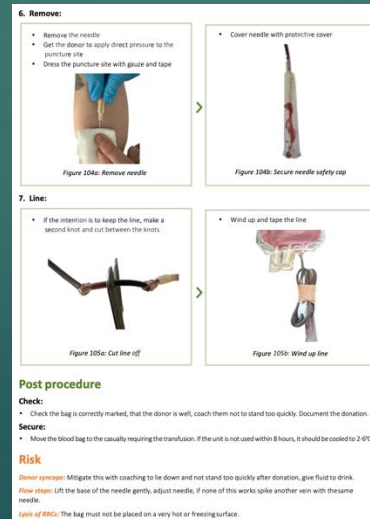 6. Remove:
• Remove the needle
• Get the donor to apply direct pressure to the
puncture site
• Dress the puncture site with gauze and tape
Figure 104a: Remove needle
>
• Cover needle with protective cover
Figure 104b: Secure needle safety cap
7. Line:
• If the intention is to keep the line, make a
second knot and cut between the knots
Figure 105a: Cut line off
>
• Wind up and tape the line
Figure 105b: Wind up line
Post procedure
Check:
• Check the bag is correctly marked, that the donor is well, coach them not to stand too quickly. Document the donation.
Secure:
• Move the blood bag to the casualty requiring the transfusion. If the unit is not used within 8 hours, it should be cooled to 2-6°C
Risk
Donor syncope: Mitigate this with coaching to lie down and not stand too quickly after donation, give fluid to drink.
Flow stops: Lift the base of the needle gently, adjust needle, if none of this works spike another vein with thesame
needle.
Lysis of RBCs: The bag must not be placed on a very hot or freezing surface.